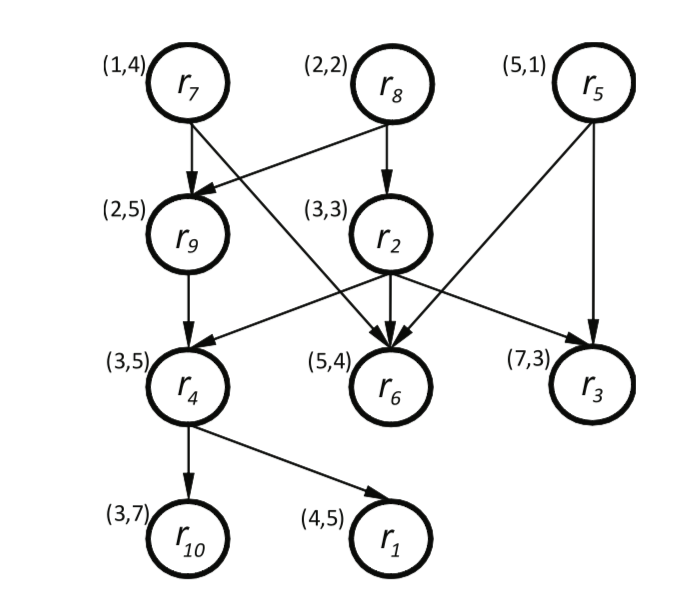 (1,4) r7 (2,2) r8 (5,1) r5
(2,5) r9 (3,3) r2
(3,5) r4 (5,4) r6 (7,3) r3
(3,7) r10 (4,5) r1